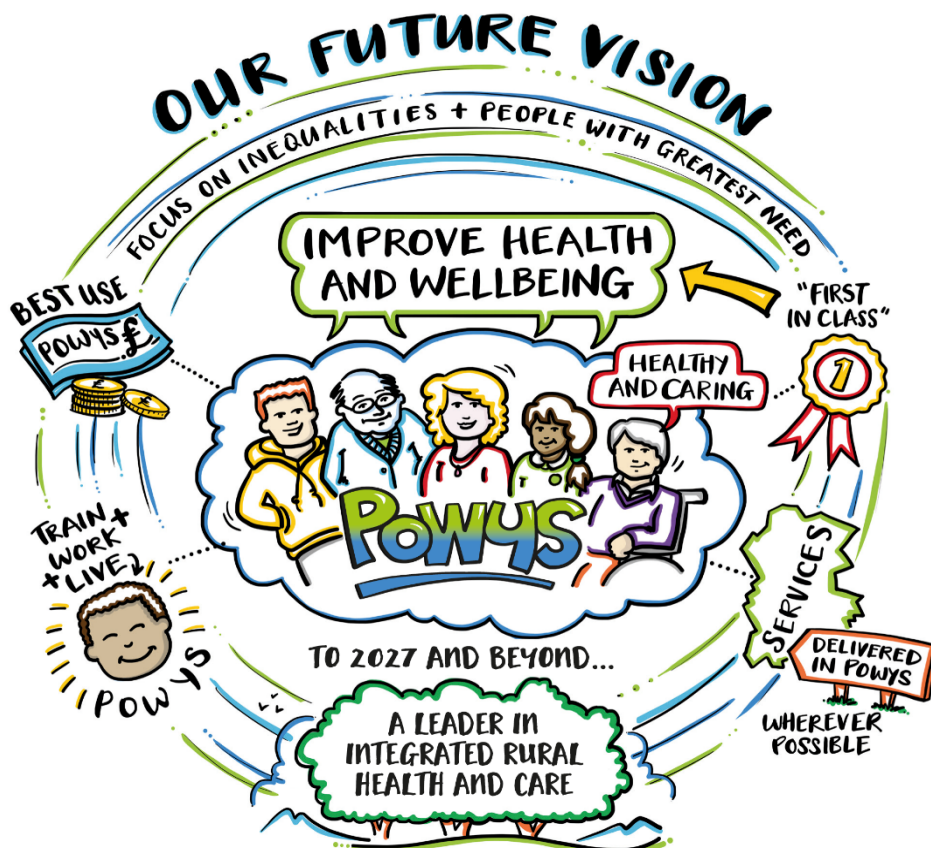 OUR FUTURE VISION
FOCUS ON INEQUALITIES + PEOPLE WITH GREATEST NEED
IMPROVE HEALTH
AND WELLBEING
BEST USE
POWYS £
£
£
"FIRST
IN CLASS"
1
HEALTHY
AND CARING
POWYS
TRAIN +
WORK
+ LIVE
POWYS
SERVICES
DELIVERED
IN POWYS
WHEREVER
POSSIBLE
TO 2027 AND BEYOND...
A LEADER IN
INTEGRATED RURAL
HEALTH AND CARE